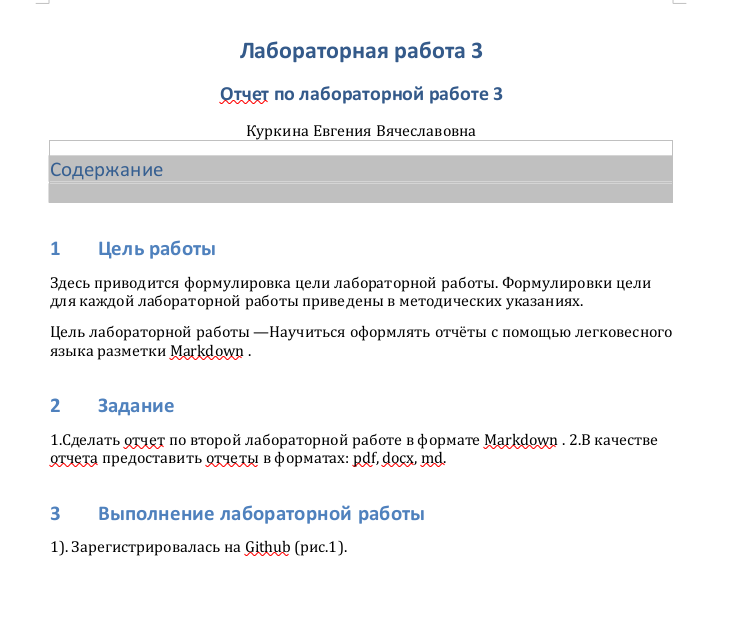 Лабораторная работа 3
Отчет по лабораторной работе 3
Куркина Евгения Вячеславовна
Содержание
1 Цель работы
Здесь приводится формулировка цели лабораторной работы. Формулировки цели
для каждой лабораторной работы приведены в методических указаниях.
Цель лабораторной работы —Научиться оформлять отчёты с помощью легковесного
языка разметки Markdown .
2 Задание
1.Сделать отчет по второй лабораторной работе в формате Markdown . 2.В качестве
отчета предоставить отчеты в форматах: pdf, docx, md.
3 Выполнение лабораторной работы
1). Зарегистрировалась на Github (рис.1).